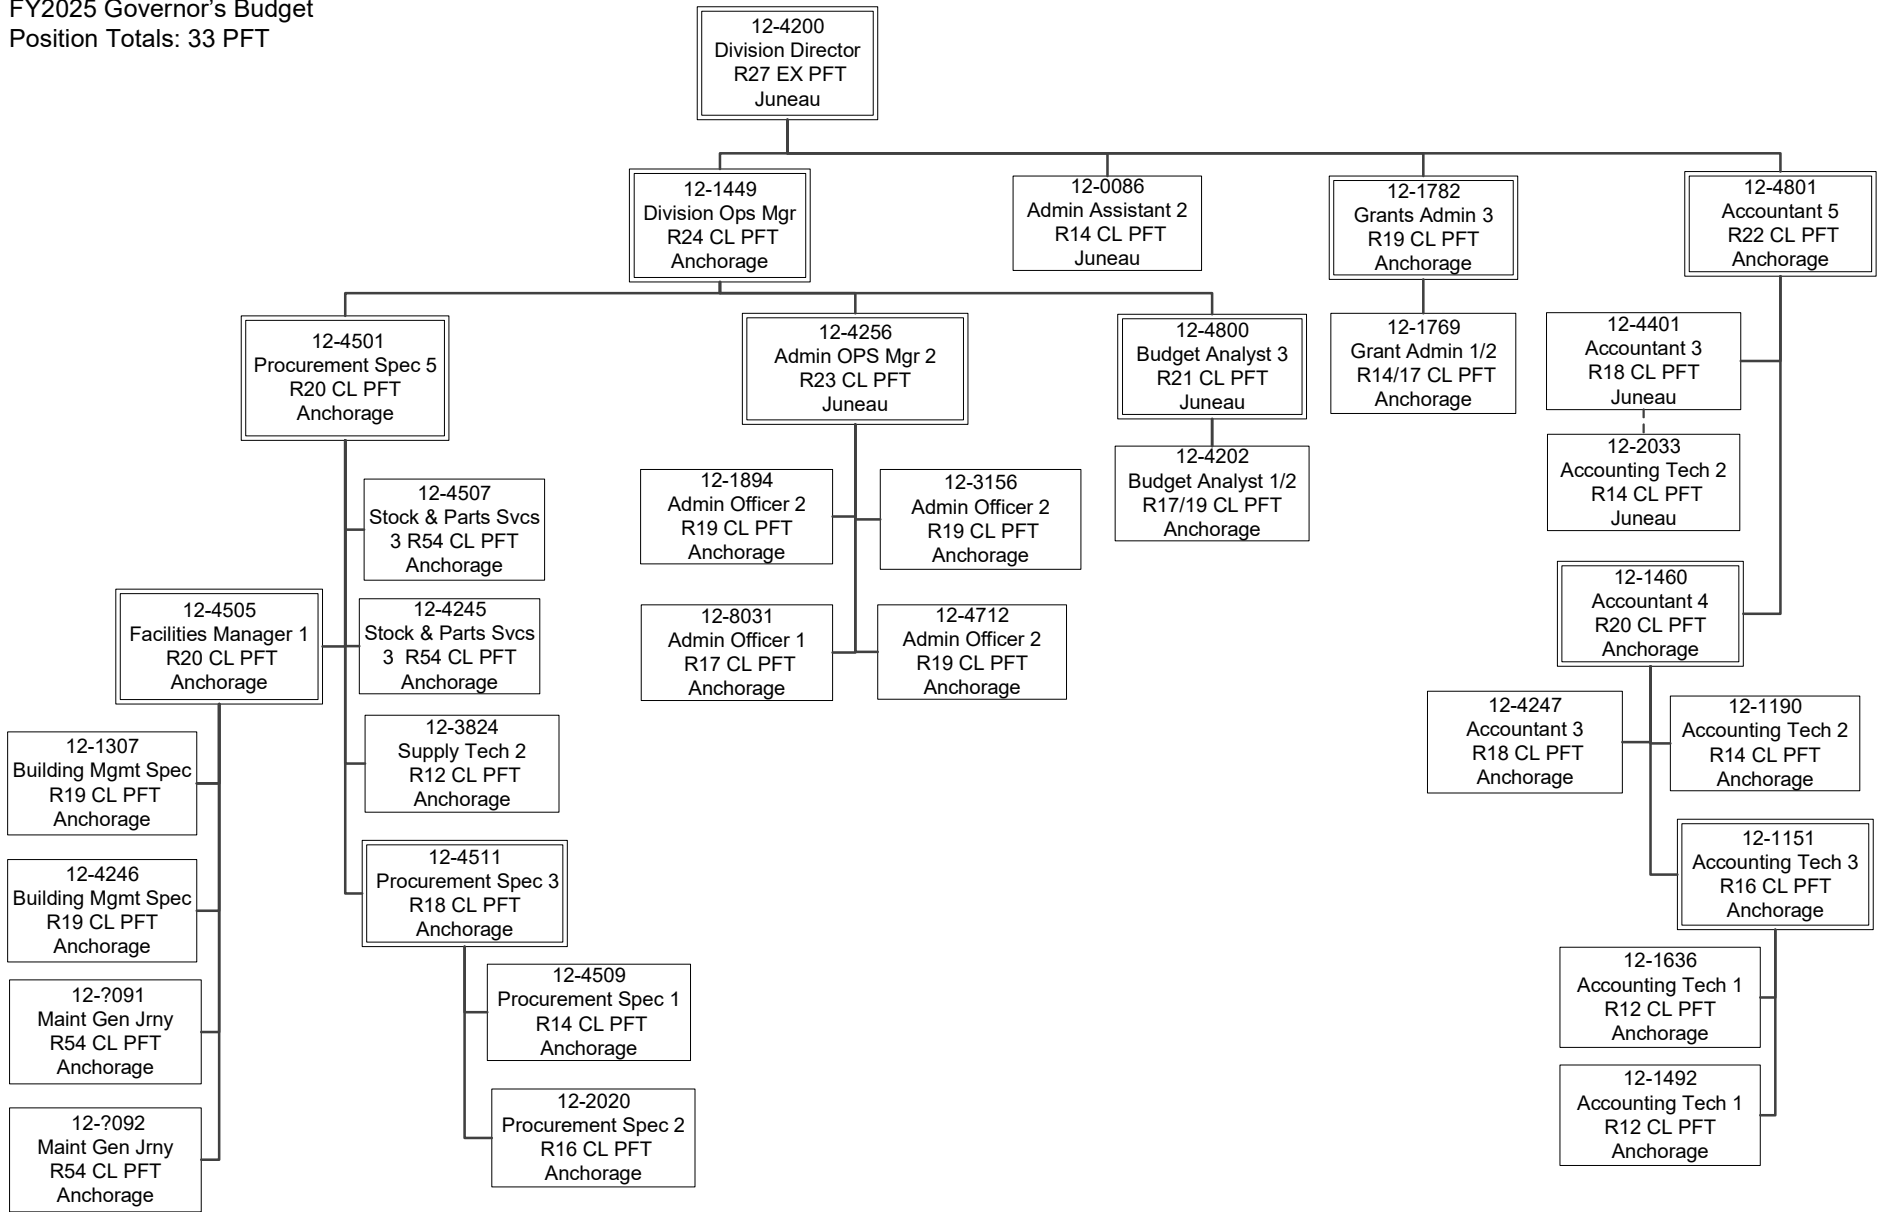 FY2025 Governor’s Budget
Position Totals: 33 PFT
12-4200
Division Director
R27 EX PFT
Juneau
12-1449
Division Ops Mgr
R24 CL PFT
Anchorage
12-0086
Admin Assistant 2
R14 CL PFT
Juneau
12-1782
Grants Admin 3
R19 CL PFT
Anchorage
12-4801
Accountant 5
R22 CL PFT
Anchorage
12-4501
Procurement Spec 5
R20 CL PFT
Anchorage
12-4256
Admin OPS Mgr 2
R23 CL PFT
Juneau
12-4800
Budget Analyst 3
R21 CL PFT
Juneau
12-1769
Grant Admin 1/2
R14/17 CL PFT
Anchorage
12-4401
Accountant 3
R18 CL PFT
Juneau
12-2033
Accounting Tech 2
R14 CL PFT
Juneau
12-4202
Budget Analyst 1/2
R17/19 CL PFT
Anchorage
12-1894
Admin Officer 2
R19 CL PFT
Anchorage
12-3156
Admin Officer 2
R19 CL PFT
Anchorage
12-4507
Stock & Parts Svcs
3 R54 CL PFT
Anchorage
12-4505
Facilities Manager 1
R20 CL PFT
Anchorage
12-4245
Stock & Parts Svcs
3 R54 CL PFT
Anchorage
12-8031
Admin Officer 1
R17 CL PFT
Anchorage
12-4712
Admin Officer 2
R19 CL PFT
Anchorage
12-1460
Accountant 4
R20 CL PFT
Anchorage
12-4247
Accountant 3
R18 CL PFT
Anchorage
12-1190
Accounting Tech 2
R14 CL PFT
Anchorage
12-3824
Supply Tech 2
R12 CL PFT
Anchorage
12-1307
Building Mgmt Spec
R19 CL PFT
Anchorage
12-4511
Procurement Spec 3
R18 CL PFT
Anchorage
12-1151
Accounting Tech 3
R16 CL PFT
Anchorage
12-4246
Building Mgmt Spec
R19 CL PFT
Anchorage
12-4509
Procurement Spec 1
R14 CL PFT
Anchorage
12-1636
Accounting Tech 1
R12 CL PFT
Anchorage
12-?091
Maint Gen Jrny
R54 CL PFT
Anchorage
12-2020
Procurement Spec 2
R16 CL PFT
Anchorage
12-1492
Accounting Tech 1
R12 CL PFT
Anchorage
12-?092
Maint Gen Jrny
R54 CL PFT
Anchorage